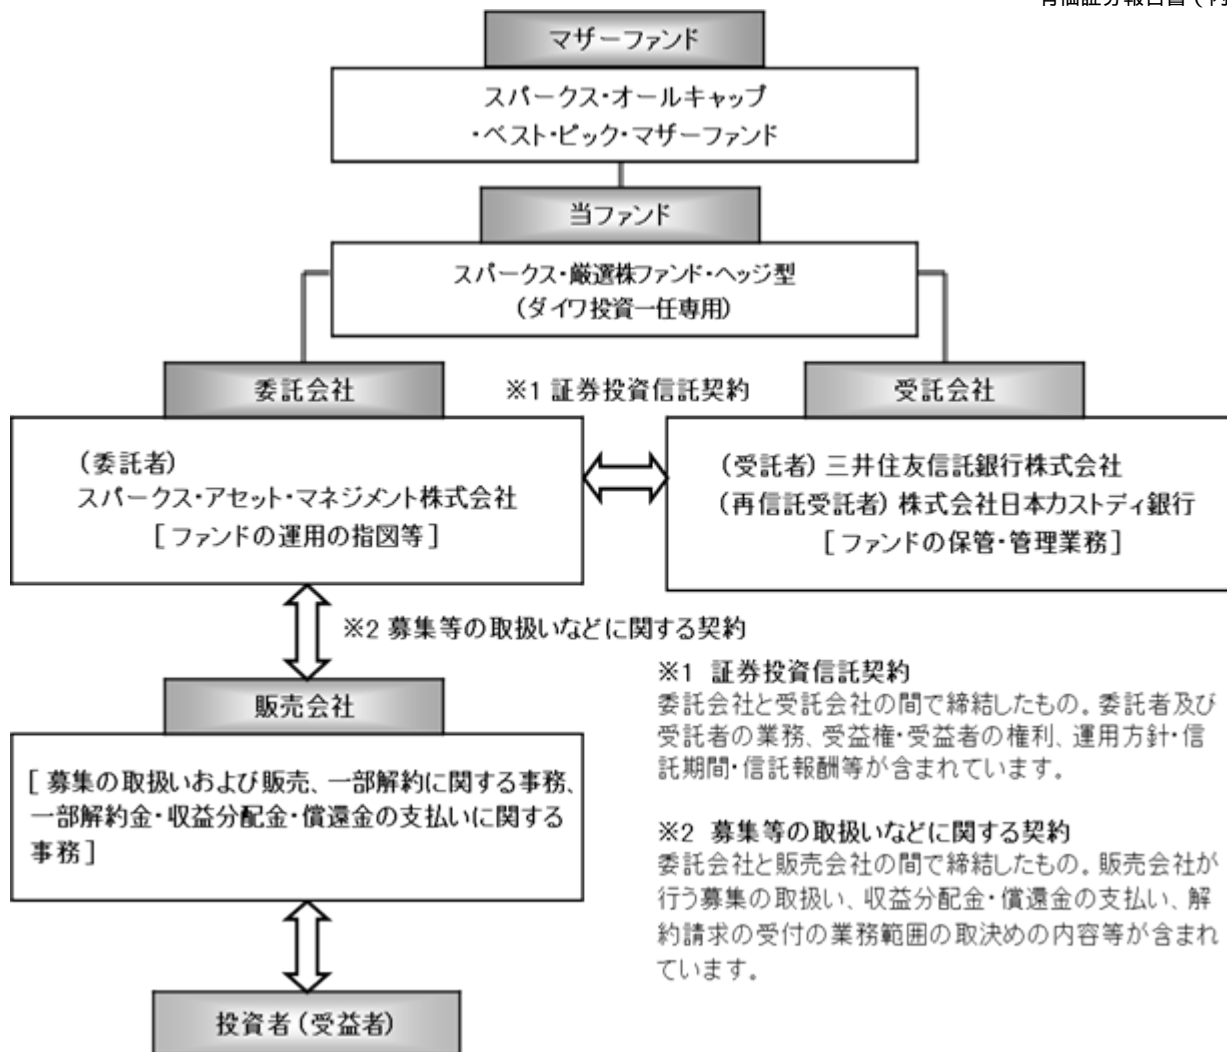 有価証券報告書(内
マザーファンド
スパークス・オールキャップ
・ベスト・ピック・マザーファンド
当ファンド
スパークス・厳選株ファンド・ヘッジ型
(ダイワ投資一任専用)
委託会社
※1 証券投資信託契約
受託会社
(委託者)
スパークス・アセット・マネジメント株式会社
[ファンドの運用の指図等]
(受託者) 三井住友信託銀行株式会社
(再信託受託者) 株式会社日本カストディ銀行
[ファンドの保管・管理業務]
※2 募集等の取扱いなどに関する契約
販売会社
[募集の取扱いおよび販売、一部解約に関する事務、
一部解約金・収益分配金・償還金の支払いに関する
事務]
投資者(受益者)
※1 証券投資信託契約
委託会社と受託会社の間で締結したもの。委託者及び
受託者の業務、受益権・受益者の権利、運用方針・信
託期間・信託報酬等が含まれています。
※2 募集等の取扱いなどに関する契約
委託会社と販売会社の間で締結したもの。販売会社が
行う募集の取扱い、収益分配金・償還金の支払い、解
約請求の受付の業務範囲の取決めの内容等が含まれ
ています。